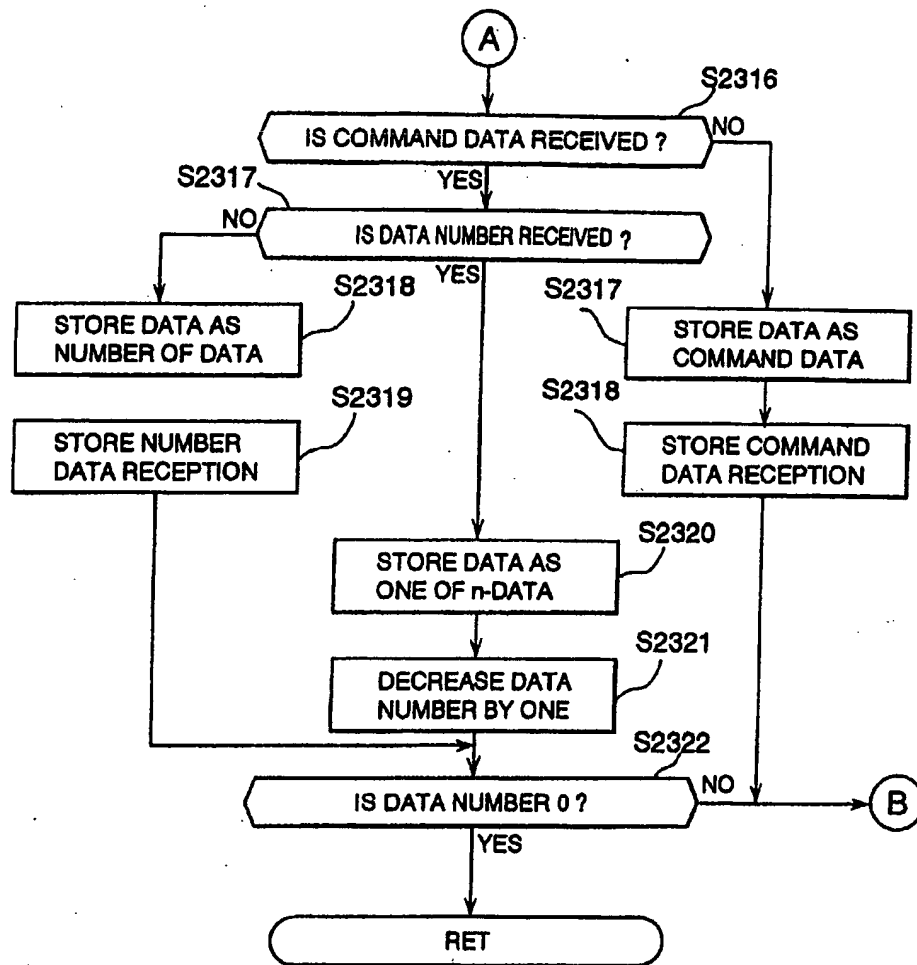 A
S2316
IS COMMAND DATA RECEIVED ?
NO
YES
S2317
NO
IS DATA NUMBER RECEIVED ?
YES
S2318
STORE DATA AS
NUMBER OF DATA
S2317
STORE DATA AS
COMMAND DATA
S2319
STORE NUMBER
DATA RECEPTION
S2318
STORE COMMAND
DATA RECEPTION
S2320
STORE DATA AS
ONE OF n-DATA
S2321
DECREASE DATA
NUMBER BY ONE
S2322
IS DATA NUMBER 0 ?
NO
B
YES
RET